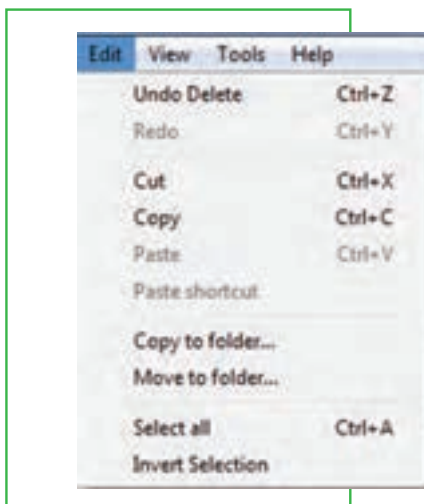 Edit View Tools Help
Undo Delete Ctrl+Z
Redo Ctrl+Y
Cut Ctrl+X
Copy Ctrl+C
Paste Ctrl+V
Paste shortcut
Copy to folder...
Move to folder...
Select all Ctrl+A
Invert Selection